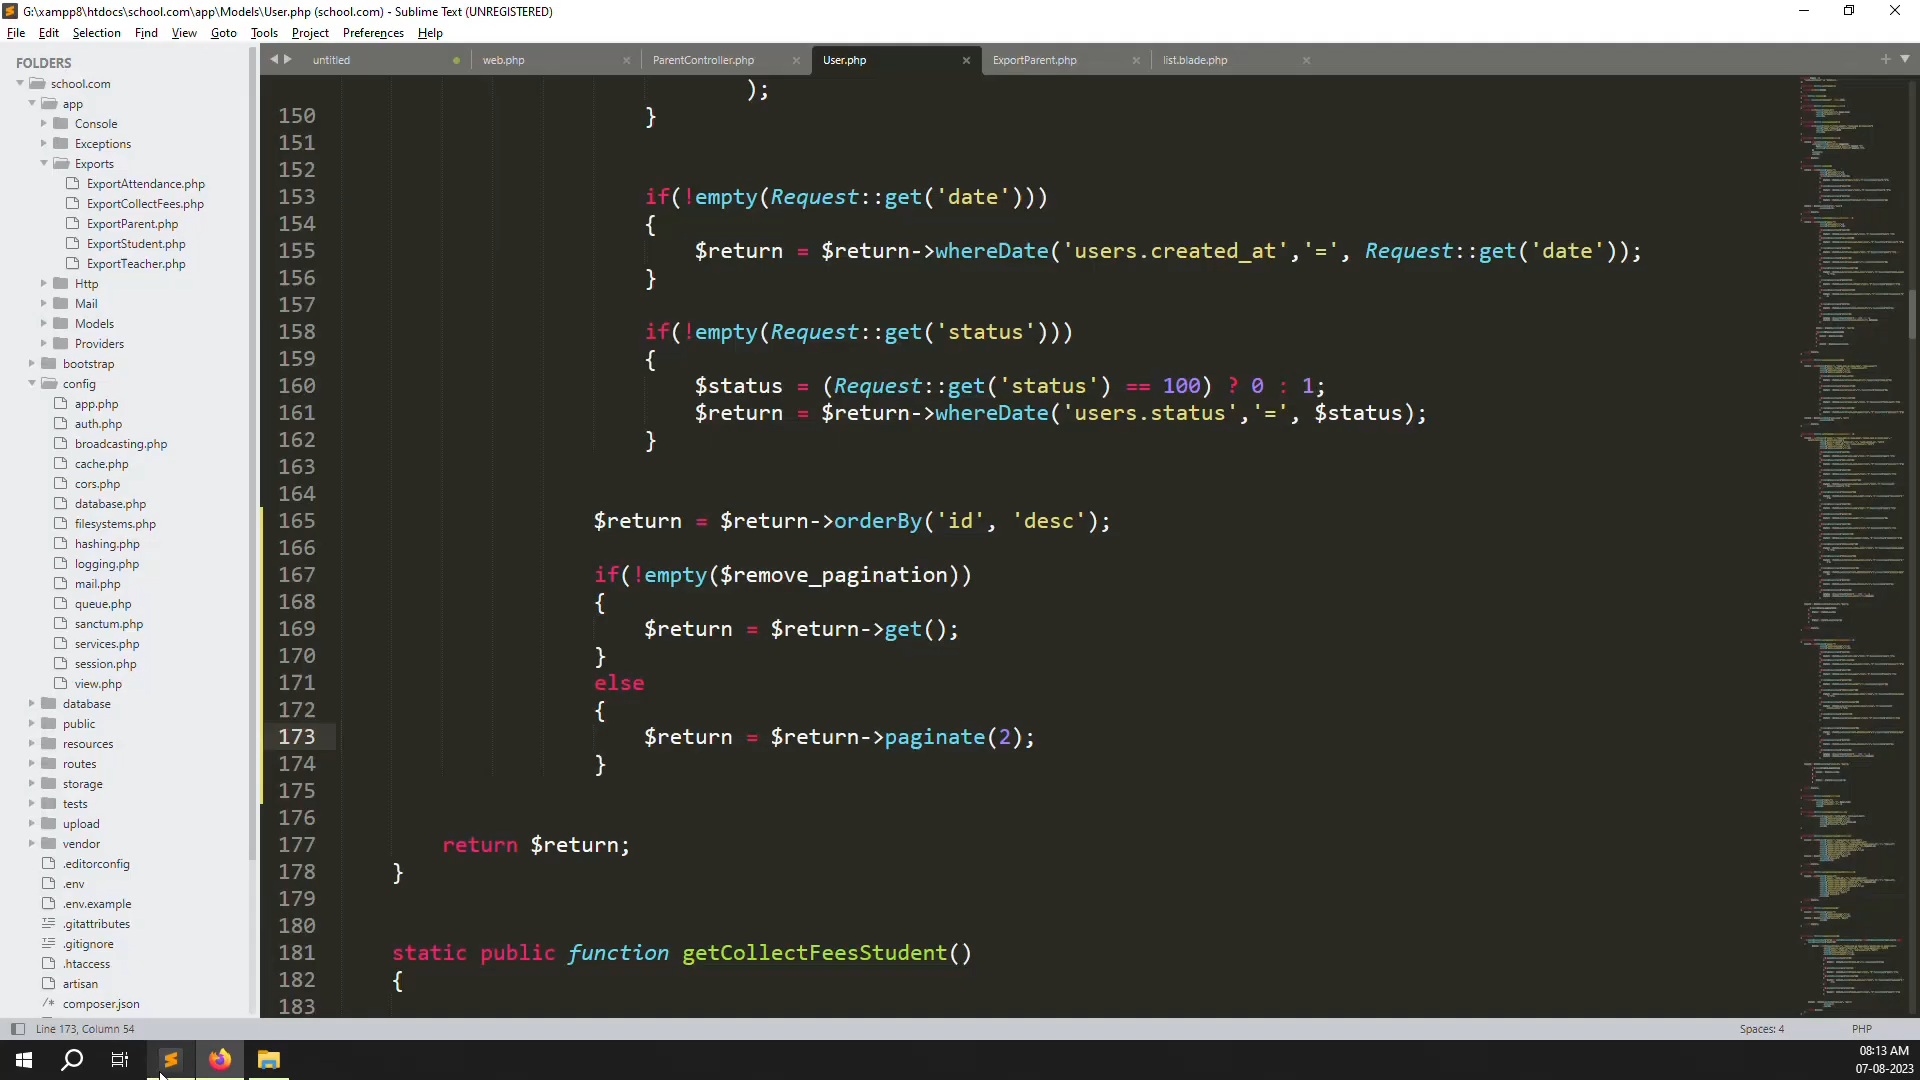 G:\xampp8\htdocs\school.com\app\Models\User.php (school.com) - Sublime Text (UNREGISTERED)
File Edit Selection Find View Goto Tools Project Preferences Help
FOLDERS
school.com
app
Console
Exceptions
Exports
ExportAttendance.php
ExportCollectFees.php
ExportParent.php
ExportStudent.php
ExportTeacher.php
Http
Mail
Models
Providers
bootstrap
config
app.php
auth.php
broadcasting.php
cache.php
cors.php
database.php
filesystems.php
hashing.php
logging.php
mail.php
queue.php
sanctum.php
services.php
session.php
view.php
database
public
resources
routes
storage
tests
upload
vendor
.editorconfig
.env
.env.example
.gitattributes
.gitignore
.htaccess
artisan
composer.json
untitled web.php ParentController.php User.php ExportParent.php list.blade.php
);
150 }
151
152
153 if(!empty(Request::get('date')))
154 {
155 $return = $return->whereDate('users.created_at','=', Request::get('date'));
156 }
157
158 if(!empty(Request::get('status')))
159 {
160 $status = (Request::get('status') == 100) ? 0 : 1;
161 $return = $return->whereDate('users.status','=', $status);
162 }
163
164
165 $return = $return->orderBy('id', 'desc');
166
167 if(!empty($remove_pagination))
168 {
169 $return = $return->get();
170 }
171 else
172 {
173 $return = $return->paginate(2);
174 }
175
176
177 return $return;
178 }
179
180
181 static public function getCollectFeesStudent()
182 {
183
Line 173, Column 54 Spaces: 4 PHP
08:13 AM
07-08-2023